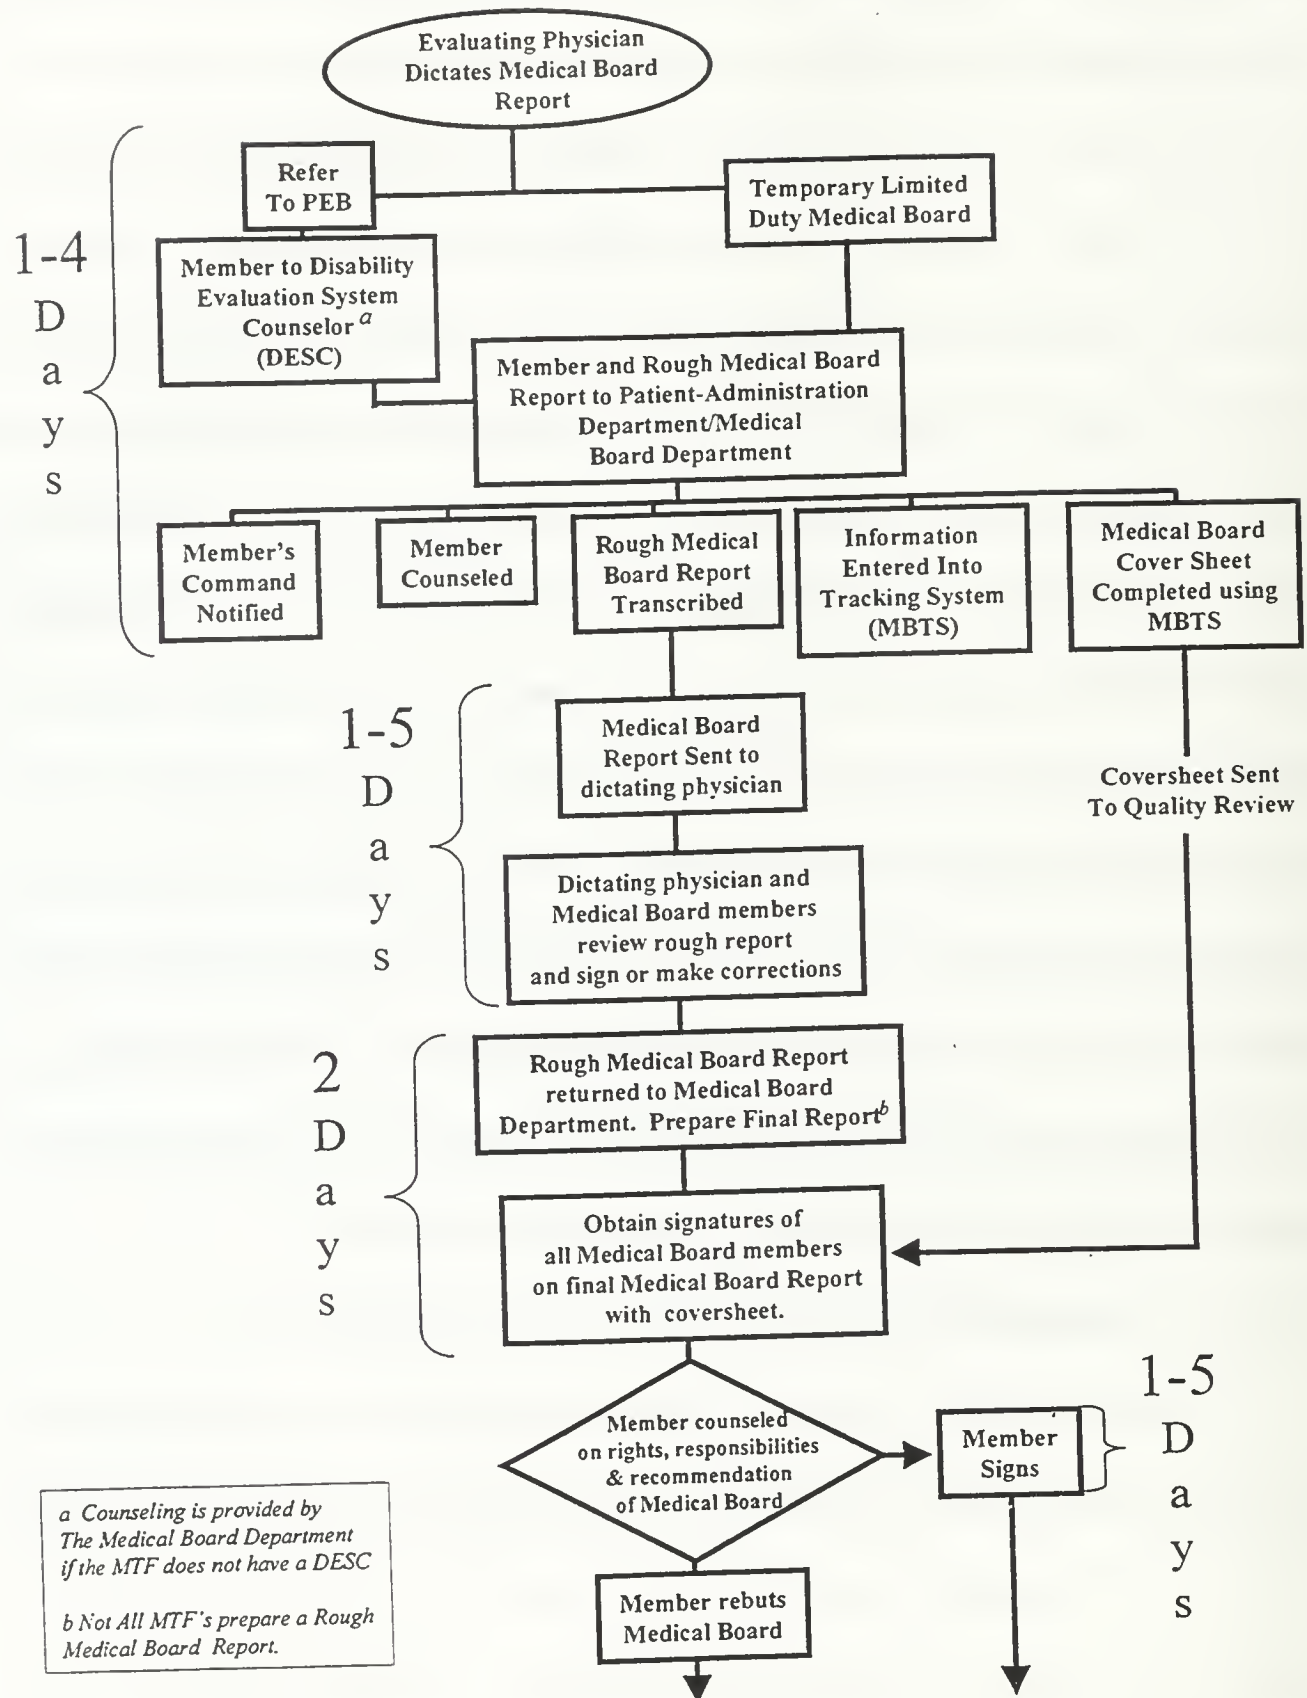 Evaluating Physician
Dictates Medical Board
Report
Refer
To PEB
Temporary Limited
Duty Medical Board
1-4
D
a
y
s
Member to Disability
Evaluation System
Counselor a
(DESC)
Member and Rough Medical Board
Report to Patient-Administration
Department/Medical
Board Department
Member's
Command
Notified
Member
Counseled
Rough Medical
Board Report
Transcribed
Information
Entered Into
Tracking System
(MBTS)
Medical Board
Cover Sheet
Completed using
MBTS
1-5
D
a
y
s
Medical Board
Report Sent to
dictating physician
Coversheet Sent
To Quality Review
Dictating physician and
Medical Board members
review rough report
and sign or make corrections
2
D
a
y
s
Rough Medical Board Report
returned to Medical Board
Department. Prepare Final Report b
Obtain signatures of
all Medical Board members
on final Medical Board Report
with coversheet.
Member counseled
on rights, responsibilities
& recommendation
of Medical Board
Member
Signs
1-5
D
a
y
s
Member rebuts
Medical Board
a Counseling is provided by
The Medical Board Department
if the MTF does not have a DESC
b Not All MTF's prepare a Rough
Medical Board Report.